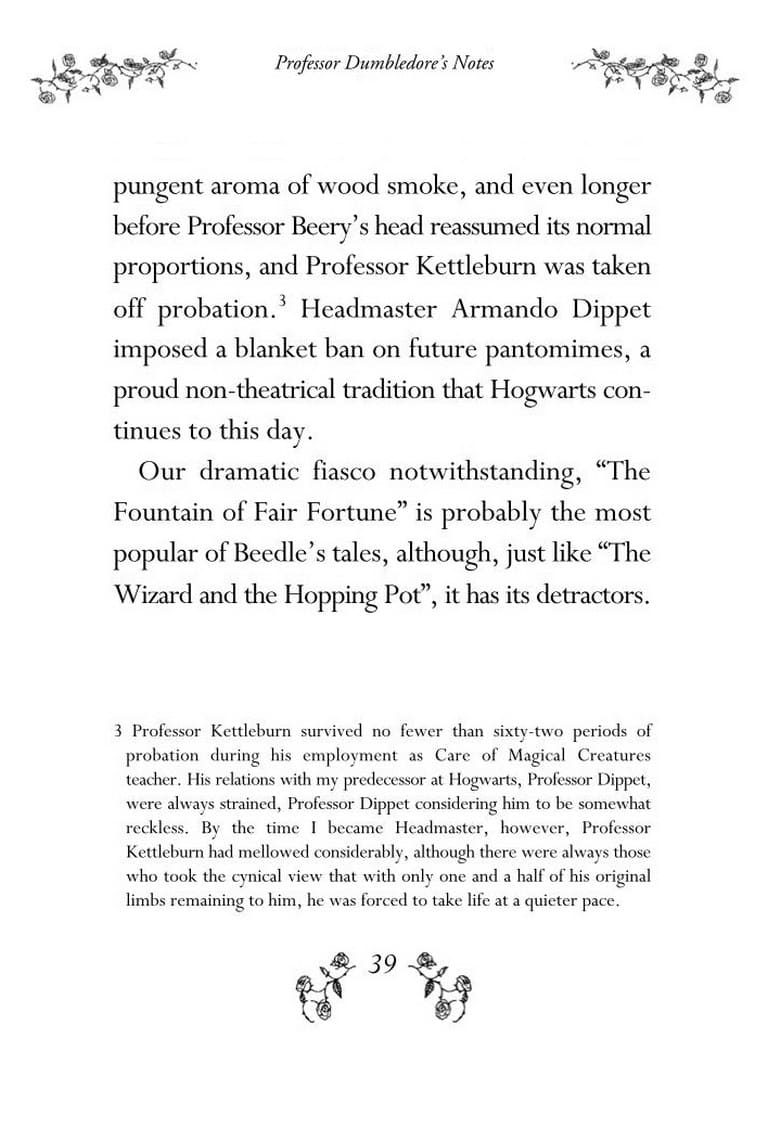 Professor Dumbledore’s Notes
pungent aroma of wood smoke, and even longer
before Professor Beery’s head reassumed its normal
proportions, and Professor Kettleburn was taken
off probation.3 Headmaster Armando Dippet
imposed a blanket ban on future pantomimes, a
proud non-theatrical tradition that Hogwarts con-
tinues to this day.
Our dramatic fiasco notwithstanding, “The
Fountain of Fair Fortune” is probably the most
popular of Beedle’s tales, although, just like “The
Wizard and the Hopping Pot”, it has its detractors.
3 Professor Kettleburn survived no fewer than sixty-two periods of
probation during his employment as Care of Magical Creatures
teacher. His relations with my predecessor at Hogwarts, Professor Dippet,
were always strained, Professor Dippet considering him to be somewhat
reckless. By the time I became Headmaster, however, Professor
Kettleburn had mellowed considerably, although there were always those
who took the cynical view that with only one and a half of his original
limbs remaining to him, he was forced to take life at a quieter pace.
39